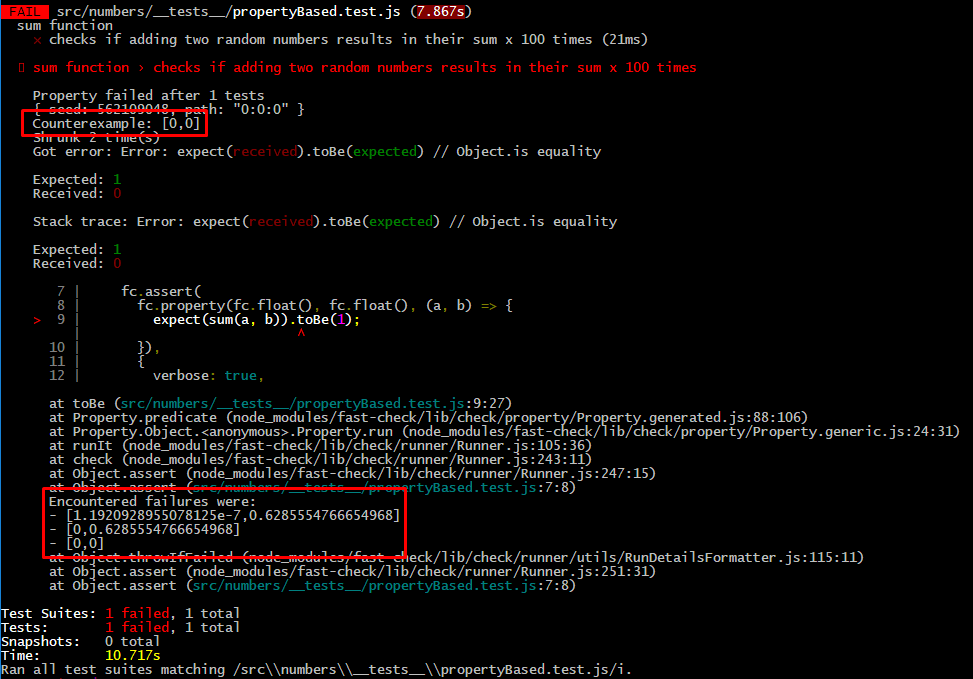 FAIL src/numbers/__tests__/propertyBased.test.js (7.867s)
sum function
× checks if adding two random numbers results in their sum x 100 times (21ms)
sum function › checks if adding two random numbers results in their sum x 100 times
Property failed after 1 tests
{ seed: 562109048, path: "0:0:0" }
Counterexample: [0,0]
Shrunk 2 time(s)
Got error: Error: expect(received).toBe(expected) // Object.is equality
Expected: 1
Received: 0
Stack trace: Error: expect(received).toBe(expected) // Object.is equality
Expected: 1
Received: 0
7 | fc.assert(
8 | fc.property(fc.float(), fc.float(), (a, b) => {
> 9 | expect(sum(a, b)).toBe(1);
| ^
10 | }),
11 | {
12 | verbose: true,
at toBe (src/numbers/__tests__/propertyBased.test.js:9:27)
at Property.predicate (node_modules/fast-check/lib/check/property/Property.generated.js:88:106)
at Property.Object.<anonymous>.Property.run (node_modules/fast-check/lib/check/property/Property.generic.js:24:31)
at runIt (node_modules/fast-check/lib/check/runner/Runner.js:105:36)
at check (node_modules/fast-check/lib/check/runner/Runner.js:243:11)
at Object.assert (node_modules/fast-check/lib/check/runner/Runner.js:247:15)
at Object.assert (src/numbers/__tests__/propertyBased.test.js:7:8)
Encountered failures were:
- [1.1920928955078125e-7,0.6285554766654968]
- [0,0.6285554766654968]
- [0,0]
at Object.throwIfFailed (node_modules/fast-check/lib/check/runner/utils/RunDetailsFormatter.js:115:11)
at Object.assert (node_modules/fast-check/lib/check/runner/Runner.js:251:31)
at Object.assert (src/numbers/__tests__/propertyBased.test.js:7:8)
Test Suites: 1 failed, 1 total
Tests: 1 failed, 1 total
Snapshots: 0 total
Time: 10.717s
Ran all test suites matching /src\\numbers\\__tests__\\propertyBased.test.js/i.